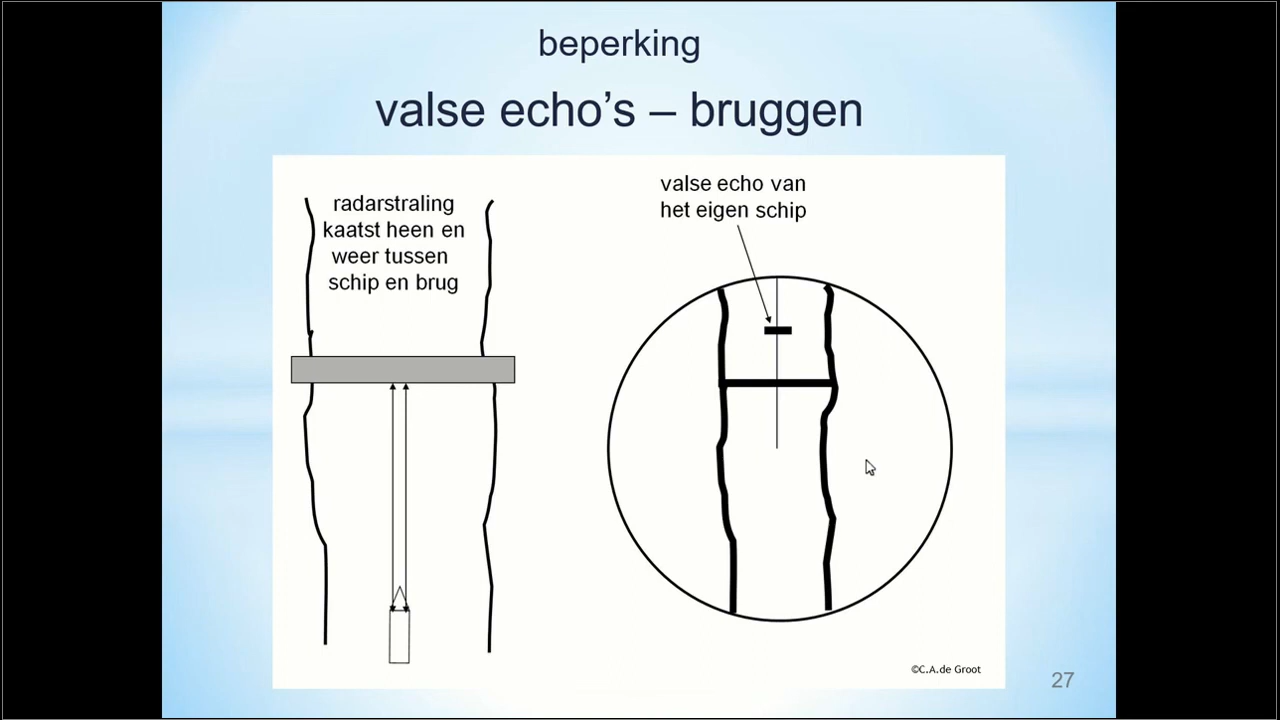 beperking
valse echo’s – bruggen
radarstraling
kaatst heen en
weer tussen
schip en brug
valse echo van
het eigen schip
©C.A.de Groot
27